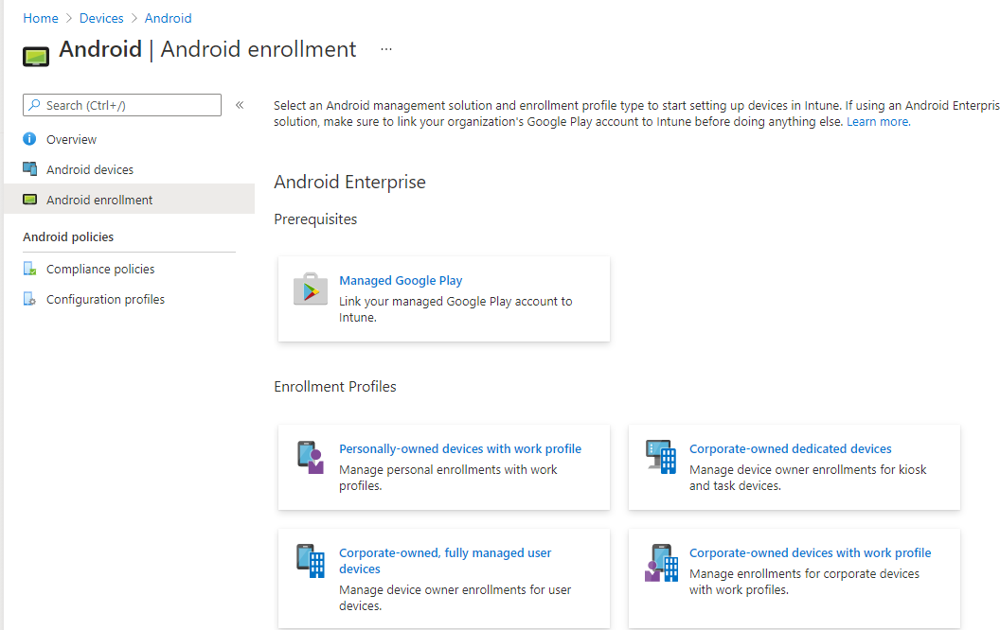 Home > Devices > Android
Android | Android enrollment ...
Search (Ctrl+/) «
Overview
Android devices
Android enrollment
Android policies
Compliance policies
Configuration profiles
Select an Android management solution and enrollment profile type to start setting up devices in Intune. If using an Android Enterpris
solution, make sure to link your organization's Google Play account to Intune before doing anything else. Learn more.
Android Enterprise
Prerequisites
Managed Google Play
Link your managed Google Play account to
Intune.
Enrollment Profiles
Personally-owned devices with work profile
Manage personal enrollments with work
profiles.
Corporate-owned dedicated devices
Manage device owner enrollments for kiosk
and task devices.
Corporate-owned, fully managed user
devices
Manage device owner enrollments for user
devices.
Corporate-owned devices with work profile
Manage enrollments for corporate devices
with work profiles.